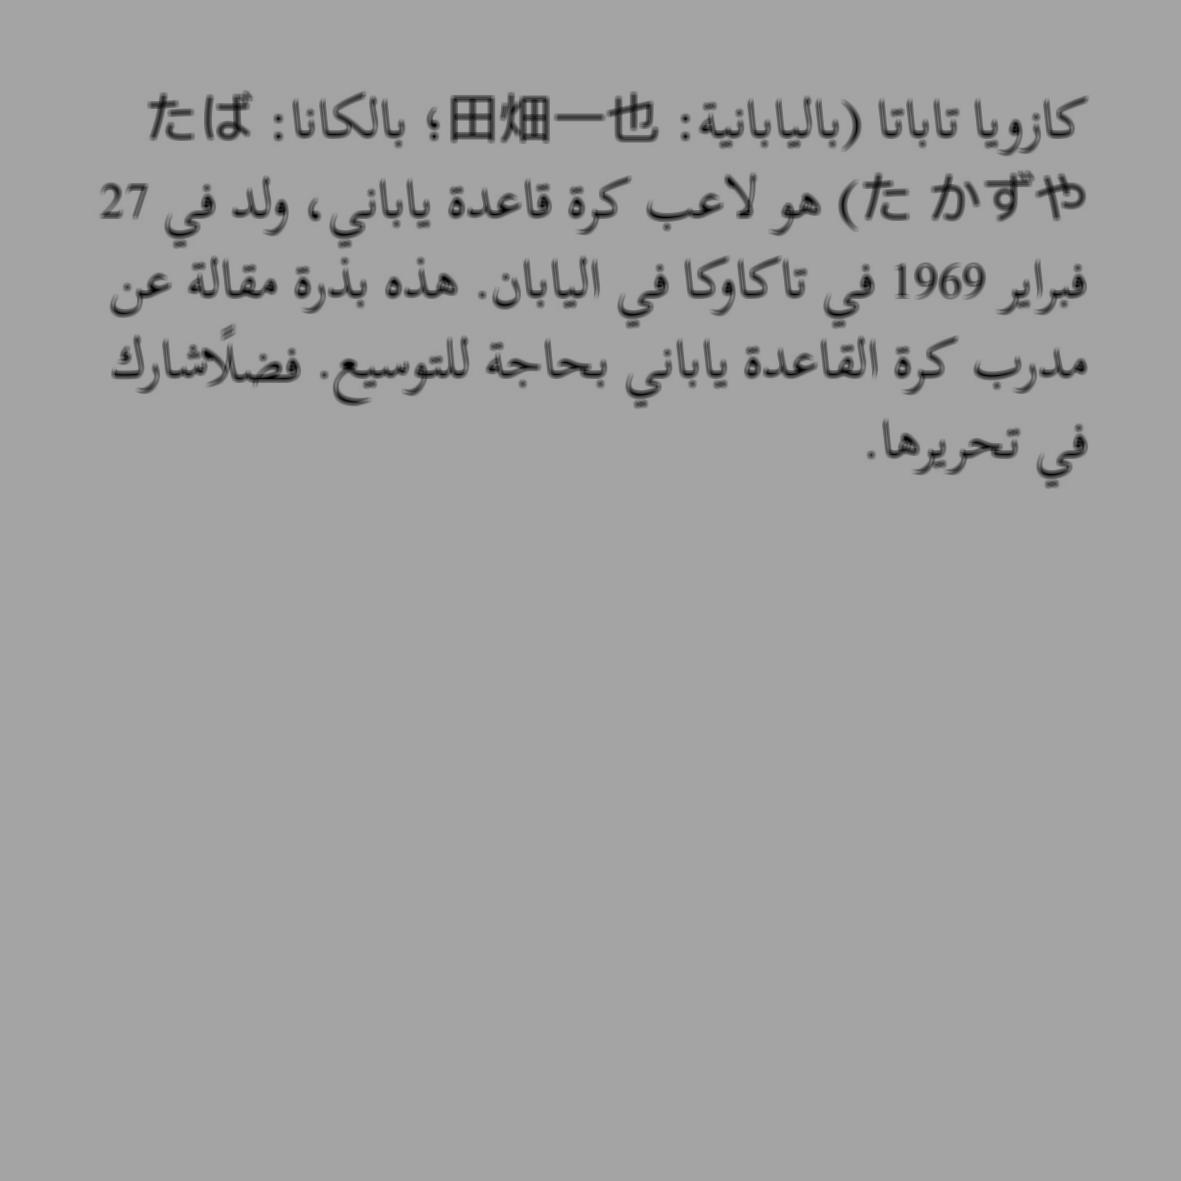 كازويا تاباتا (باليابانية: 田畑一也؛ بالكانا: たば
た かずや) هو لاعب كرة قاعدة ياباني، ولد في 27
فبراير 1969 في تاكاوكا في اليابان. هذه بذرة مقالة عن
مدرب كرة القاعدة ياباني بحاجة للتوسيع. فضلًاشارك
في تحريرها.